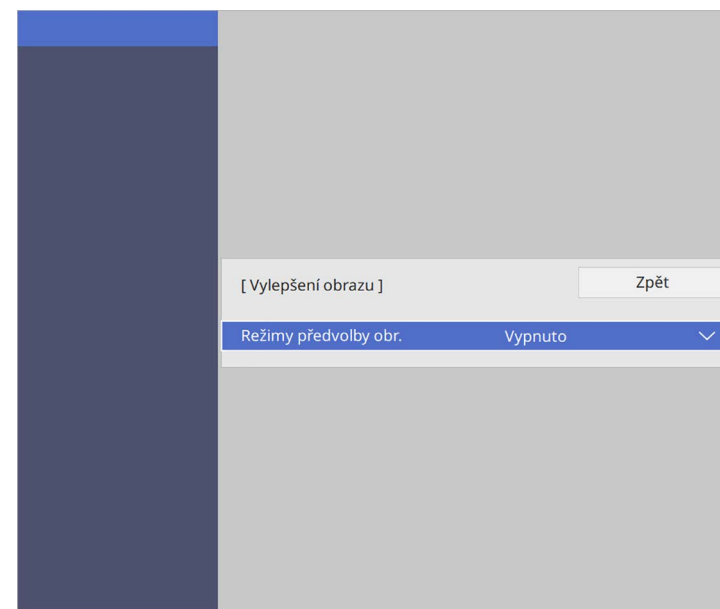 [ Vylepšení obrazu ]
Zpět
Režimy předvolby obr.
Vypnuto